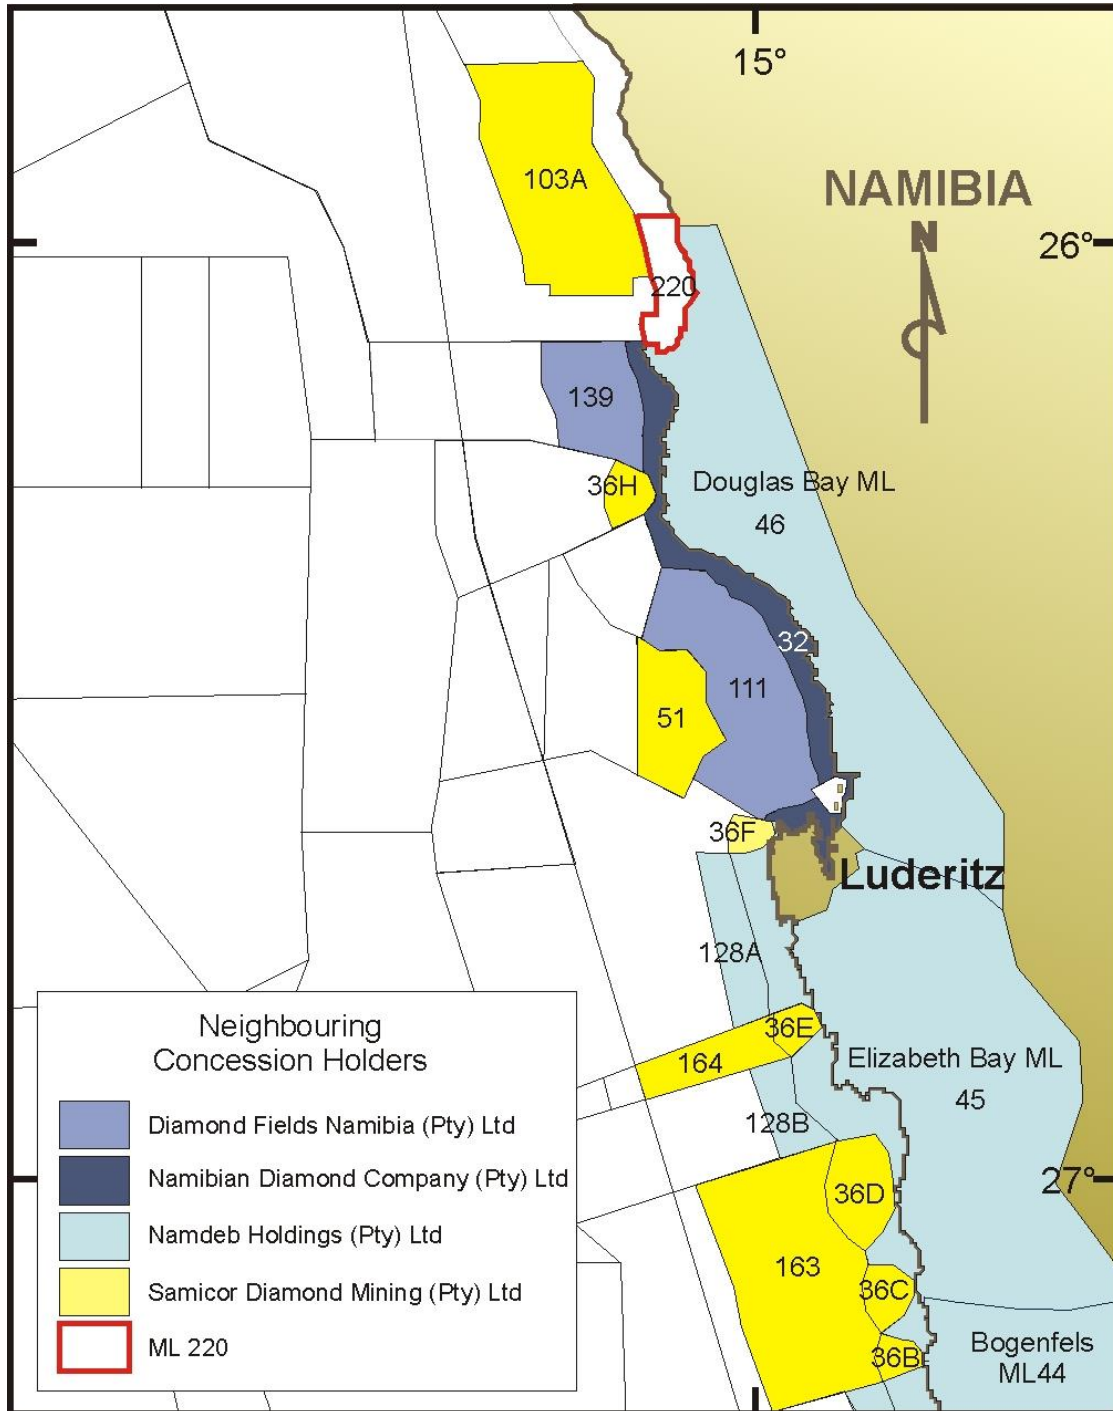 15°
103A
NAMIBIA
N
26°
220
139
36H
Douglas Bay ML
46
32
111
51
36F
Luderitz
128A
36E
164
Elizabeth Bay ML
45
128B
27°
36D
163
36C
36B
Bogenfels
ML44
Neighbouring
Concession Holders
Diamond Fields Namibia (Pty) Ltd
Namibian Diamond Company (Pty) Ltd
Namdeb Holdings (Pty) Ltd
Samicor Diamond Mining (Pty) Ltd
ML 220